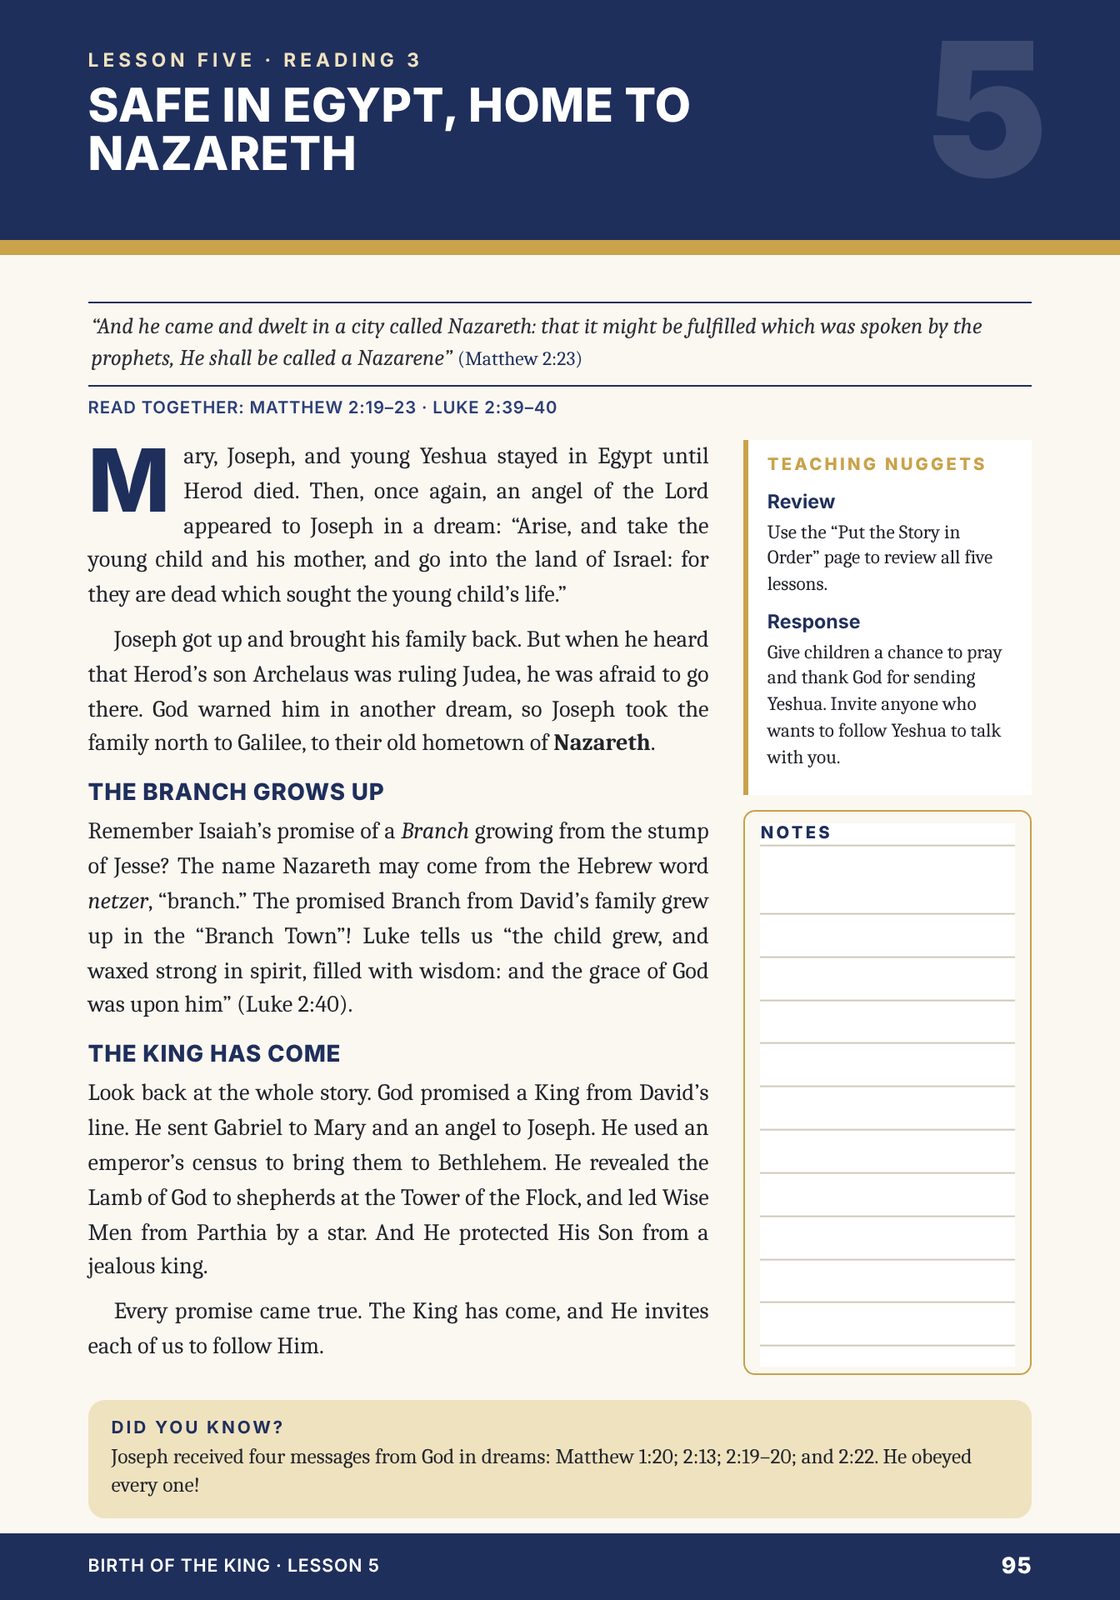 LESSON FIVE · READING 3
5
SAFE IN EGYPT, HOME TO
NAZARETH
“And he came and dwelt in a city called Nazareth: that it might be fulfilled which was spoken by the
prophets, He shall be called a Nazarene” (Matthew 2:23)
READ TOGETHER: MATTHEW 2:19–23 · LUKE 2:39–40
Mary, Joseph, and young Yeshua stayed in Egypt until
Herod died. Then, once again, an angel of the Lord
appeared to Joseph in a dream: “Arise, and take the
young child and his mother, and go into the land of Israel: for
they are dead which sought the young child’s life.”
Joseph got up and brought his family back. But when he heard
that Herod’s son Archelaus was ruling Judea, he was afraid to go
there. God warned him in another dream, so Joseph took the
family north to Galilee, to their old hometown of Nazareth.
THE BRANCH GROWS UP
Remember Isaiah’s promise of a Branch growing from the stump
of Jesse? The name Nazareth may come from the Hebrew word
netzer, “branch.” The promised Branch from David’s family grew
up in the “Branch Town”! Luke tells us “the child grew, and
waxed strong in spirit, filled with wisdom: and the grace of God
was upon him” (Luke 2:40).
THE KING HAS COME
Look back at the whole story. God promised a King from David’s
line. He sent Gabriel to Mary and an angel to Joseph. He used an
emperor’s census to bring them to Bethlehem. He revealed the
Lamb of God to shepherds at the Tower of the Flock, and led Wise
Men from Parthia by a star. And He protected His Son from a
jealous king.
Every promise came true. The King has come, and He invites
each of us to follow Him.
TEACHING NUGGETS
Review
Use the “Put the Story in
Order” page to review all five
lessons.
Response
Give children a chance to pray
and thank God for sending
Yeshua. Invite anyone who
wants to follow Yeshua to talk
with you.
NOTES
DID YOU KNOW?
Joseph received four messages from God in dreams: Matthew 1:20; 2:13; 2:19–20; and 2:22. He obeyed
every one!
BIRTH OF THE KING · LESSON 5
95